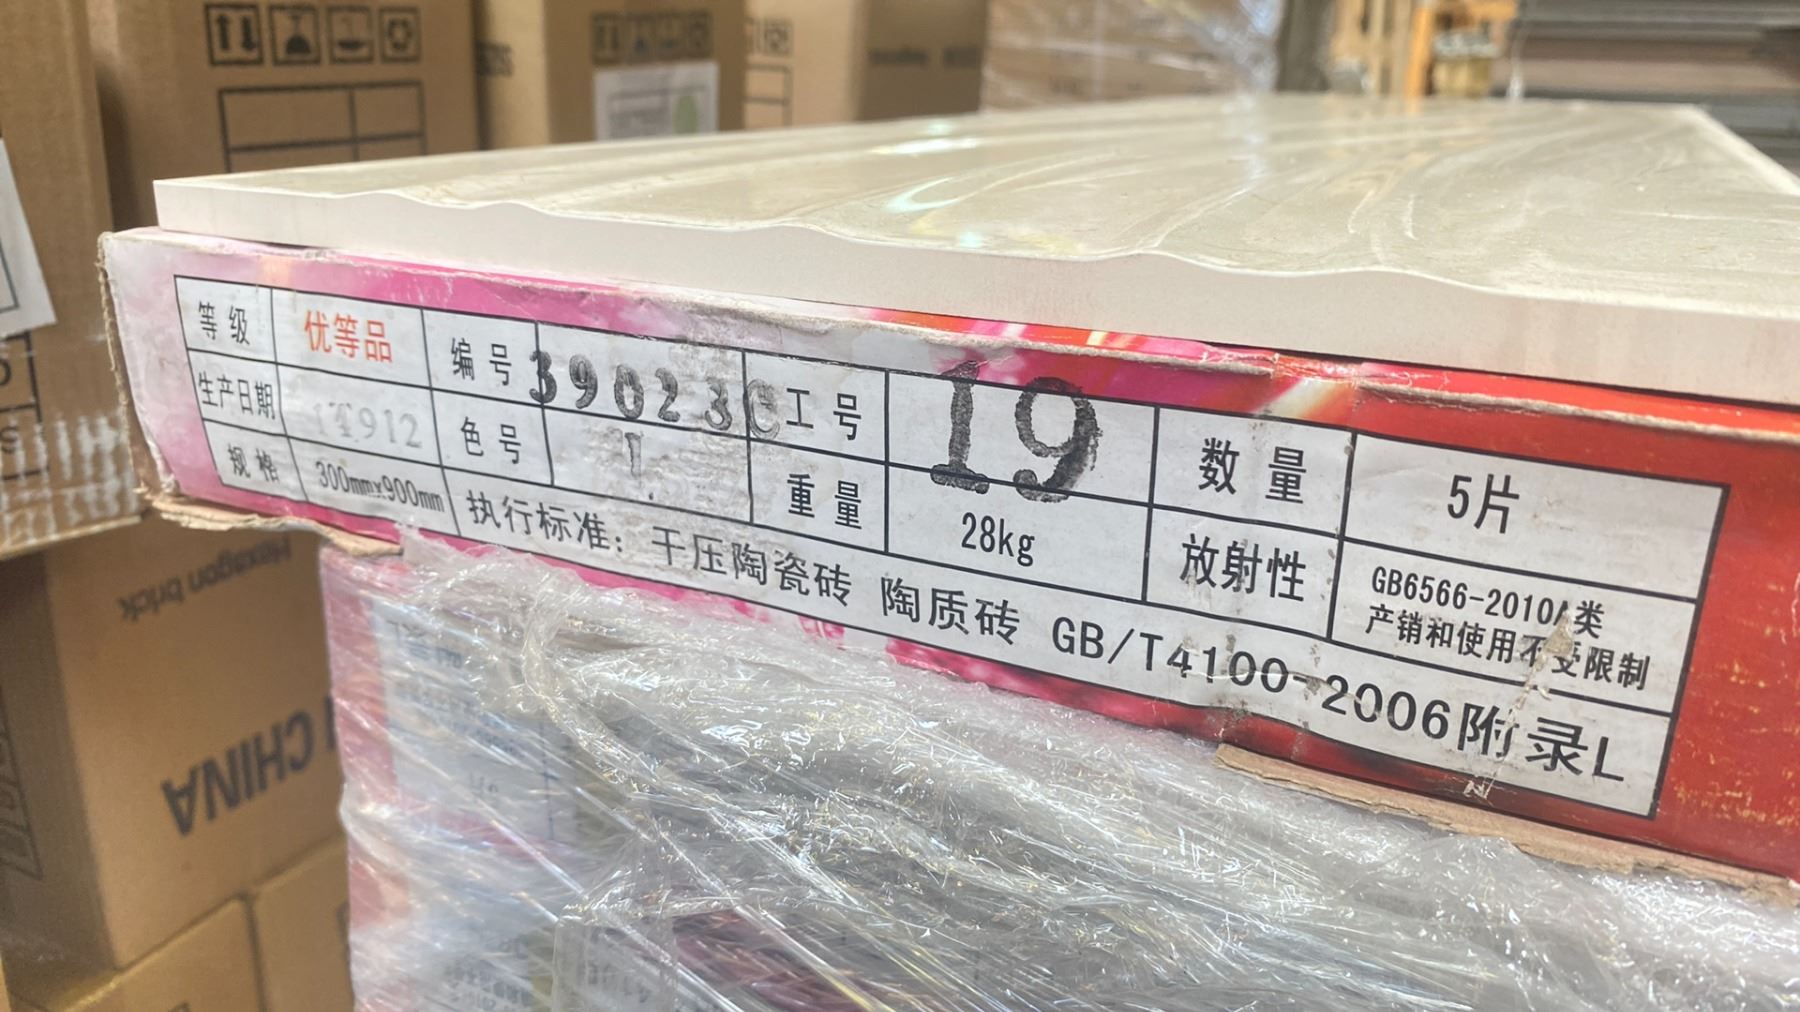 等级 优等品 编号 39023C 工号 19 数量 5片
生产日期 14912 色号 1 重量 28kg 放射性 GB6566-2010A类
产销和使用不受限制
规格 300mmx900mm 执行标准：干压陶瓷砖 陶质砖 GB/T4100-2006附录L
Hexagon brick
CHINA